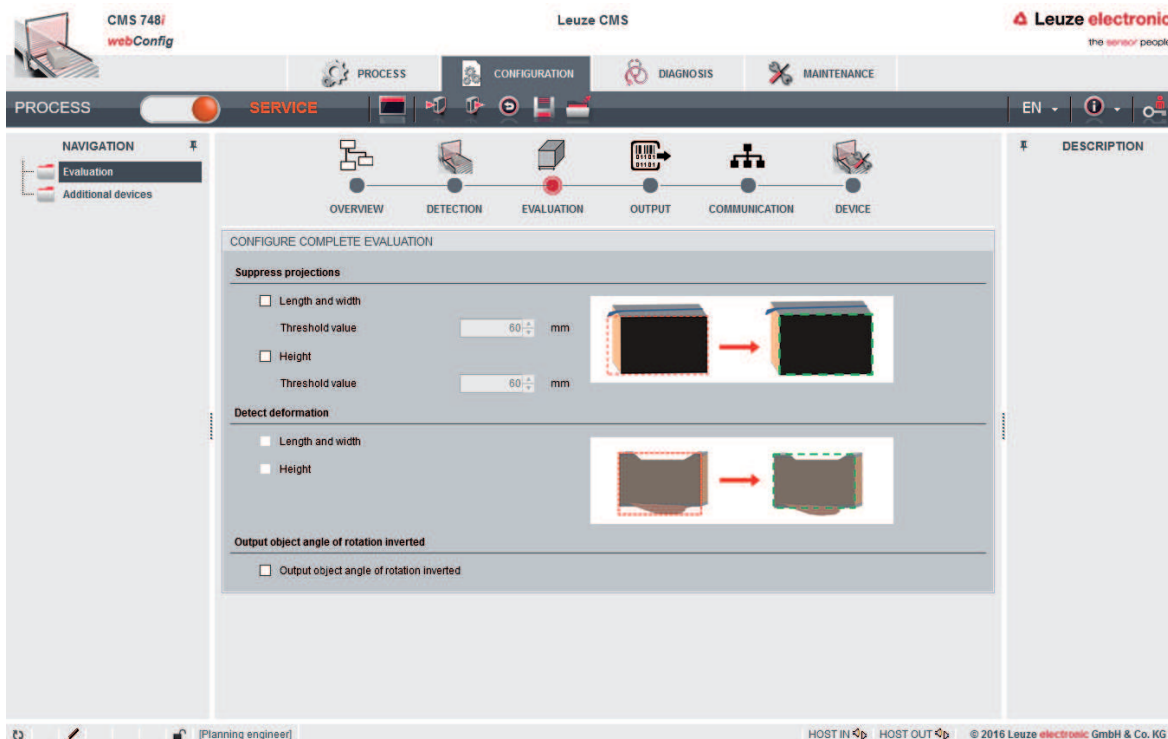 CMS 748i
webConfig
Leuze CMS
Leuze electronic
the sensor people
PROCESS
CONFIGURATION
DIAGNOSIS
MAINTENANCE
PROCESS
SERVICE
EN
NAVIGATION
Evaluation
Additional devices
OVERVIEW
DETECTION
EVALUATION
OUTPUT
COMMUNICATION
DEVICE
DESCRIPTION
CONFIGURE COMPLETE EVALUATION
Suppress projections
Length and width
Threshold value 60 mm
Height
Threshold value 60 mm
Detect deformation
Length and width
Height
Output object angle of rotation inverted
Output object angle of rotation inverted
[Planning engineer]
HOST IN HOST OUT © 2016 Leuze electronic GmbH & Co. KG